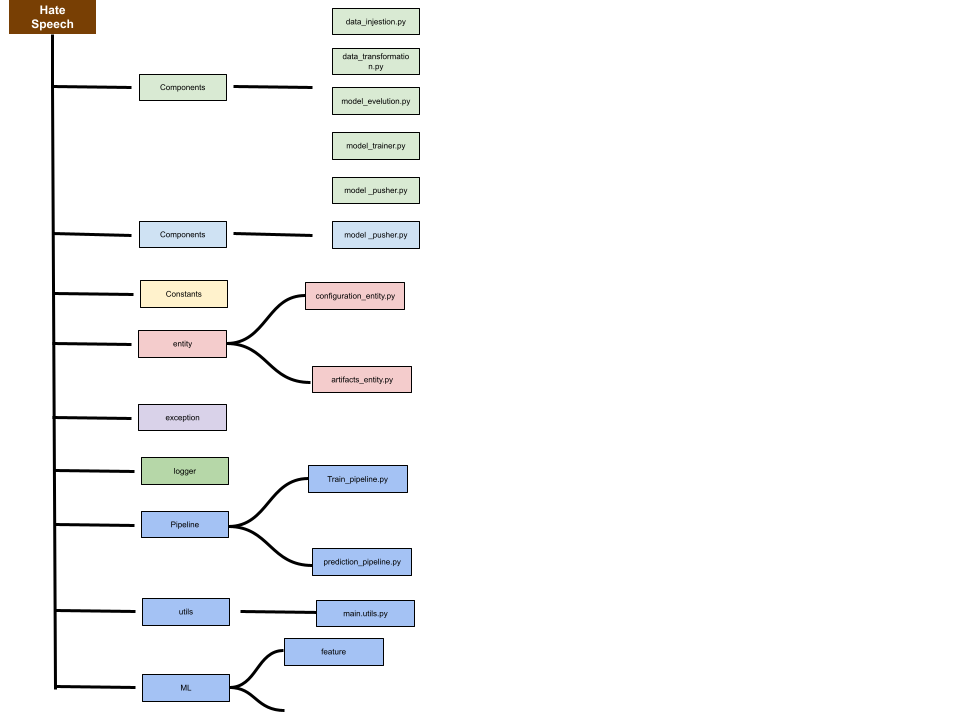 Hate
Speech
data_injestion.py
data_transformatio
n.py
Components
model_evelution.py
model_trainer.py
model _pusher.py
Components
model _pusher.py
Constants
configuration_entity.py
entity
artifacts_entity.py
exception
logger
Train_pipeline.py
Pipeline
prediction_pipeline.py
utils
main.utils.py
feature
ML